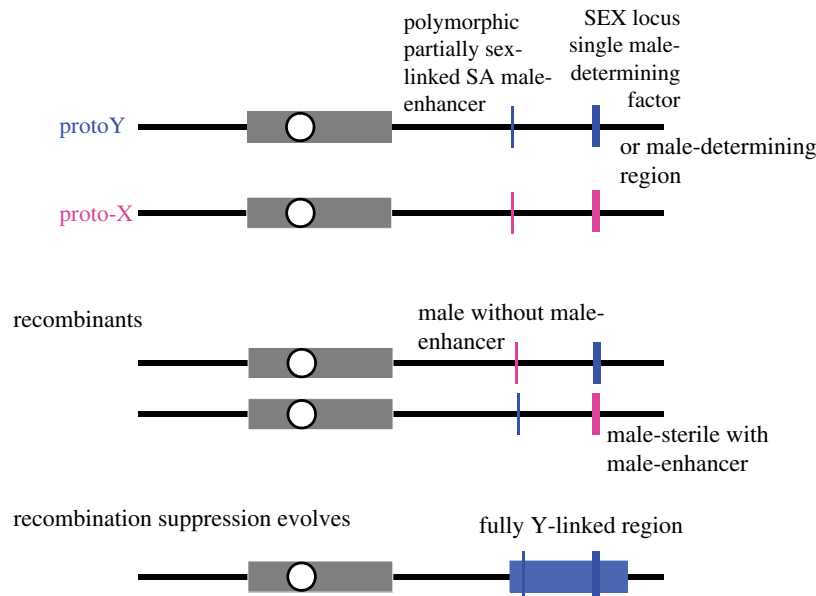 polymorphic
partially sex-
linked SA male-
enhancer
SEX locus
single male-
determining
factor
protoY
or male-determining
region
proto-X
recombinants
male without male-
enhancer
male-sterile with
male-enhancer
recombination suppression evolves
fully Y-linked region